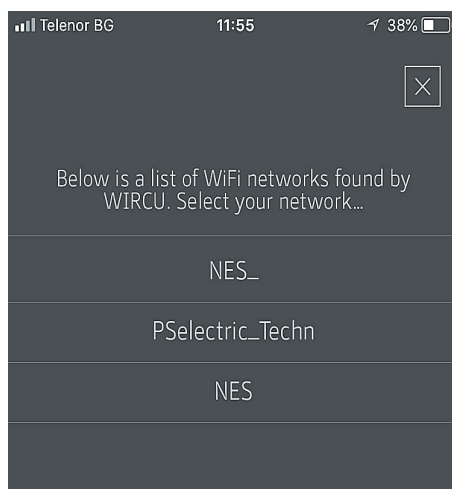 Telenor BG 11:55 38%
Below is a list of WiFi networks found by
WIRCU. Select your network...
NES_
PSelectric_Techn
NES